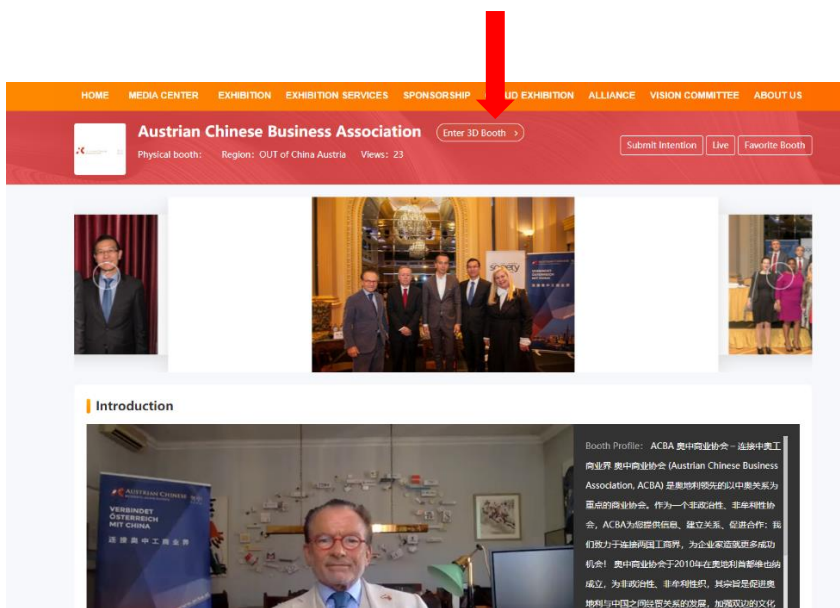 HOME MEDIA CENTER EXHIBITION EXHIBITION SERVICES SPONSORSHIP UD EXHIBITION ALLIANCE VISION COMMITTEE ABOUT US
Austrian Chinese Business Association Enter 3D Booth >
Physical booth: Region: OUT of China Austria Views: 23
Submit Intention Live Favorite Booth
VERBINDET
ÖSTERREICH
MIT CHINA
Introduction
AUSTRIAN CHINESE
VERBINDET
ÖSTERREICH
MIT CHINA
连接奥中工商业界
Booth Profile: ACBA 奥中商业协会 – 连接中奥工
商业界 奥中商业协会 (Austrian Chinese Business
Association, ACBA) 是奥地利领先的以中奥关系为
重点的商业协会。作为一个非政治性、非牟利性协
会，ACBA为您提供信息、建立关系、促进合作：我
们致力于连接两国工商界，为企业家造就更多成功
机会！ 奥中商业协会于2010年在奥地利首都维也纳
成立，为非政治性、非牟利性织，其宗旨是促进奥
地利与中国之间经贸关系的发展，加强双边的文化